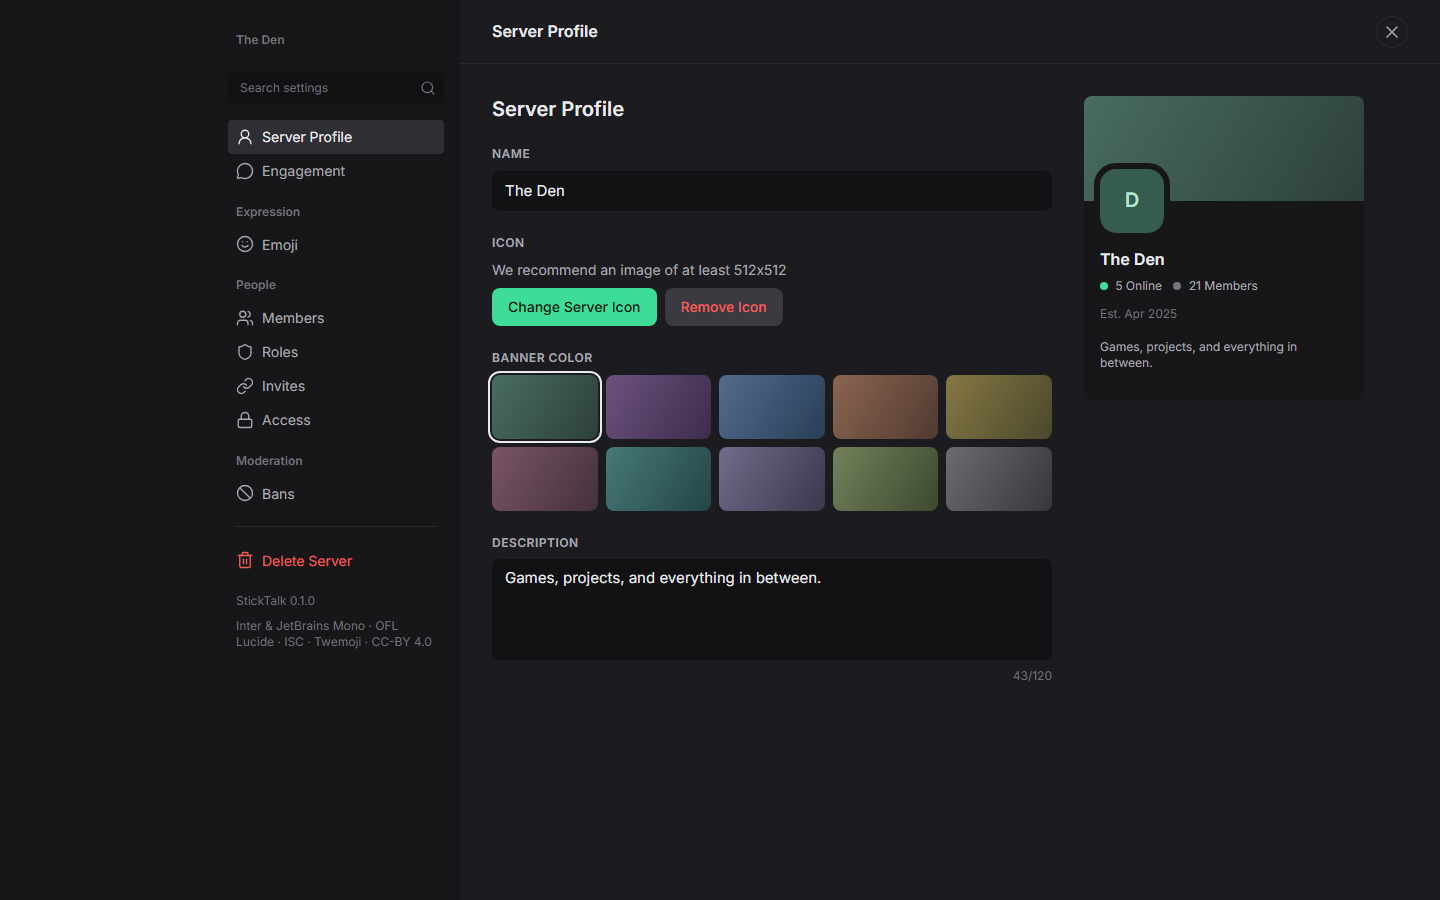 The Den
Search settings
Server Profile
Engagement
Expression
Emoji
People
Members
Roles
Invites
Access
Moderation
Bans
Delete Server
StickTalk 0.1.0
Inter & JetBrains Mono · OFL
Lucide · ISC · Twemoji · CC-BY 4.0
Server Profile
Server Profile
NAME
The Den
ICON
We recommend an image of at least 512x512
Change Server Icon
Remove Icon
BANNER COLOR
DESCRIPTION
Games, projects, and everything in between.
43/120
D
The Den
5 Online 21 Members
Est. Apr 2025
Games, projects, and everything in
between.